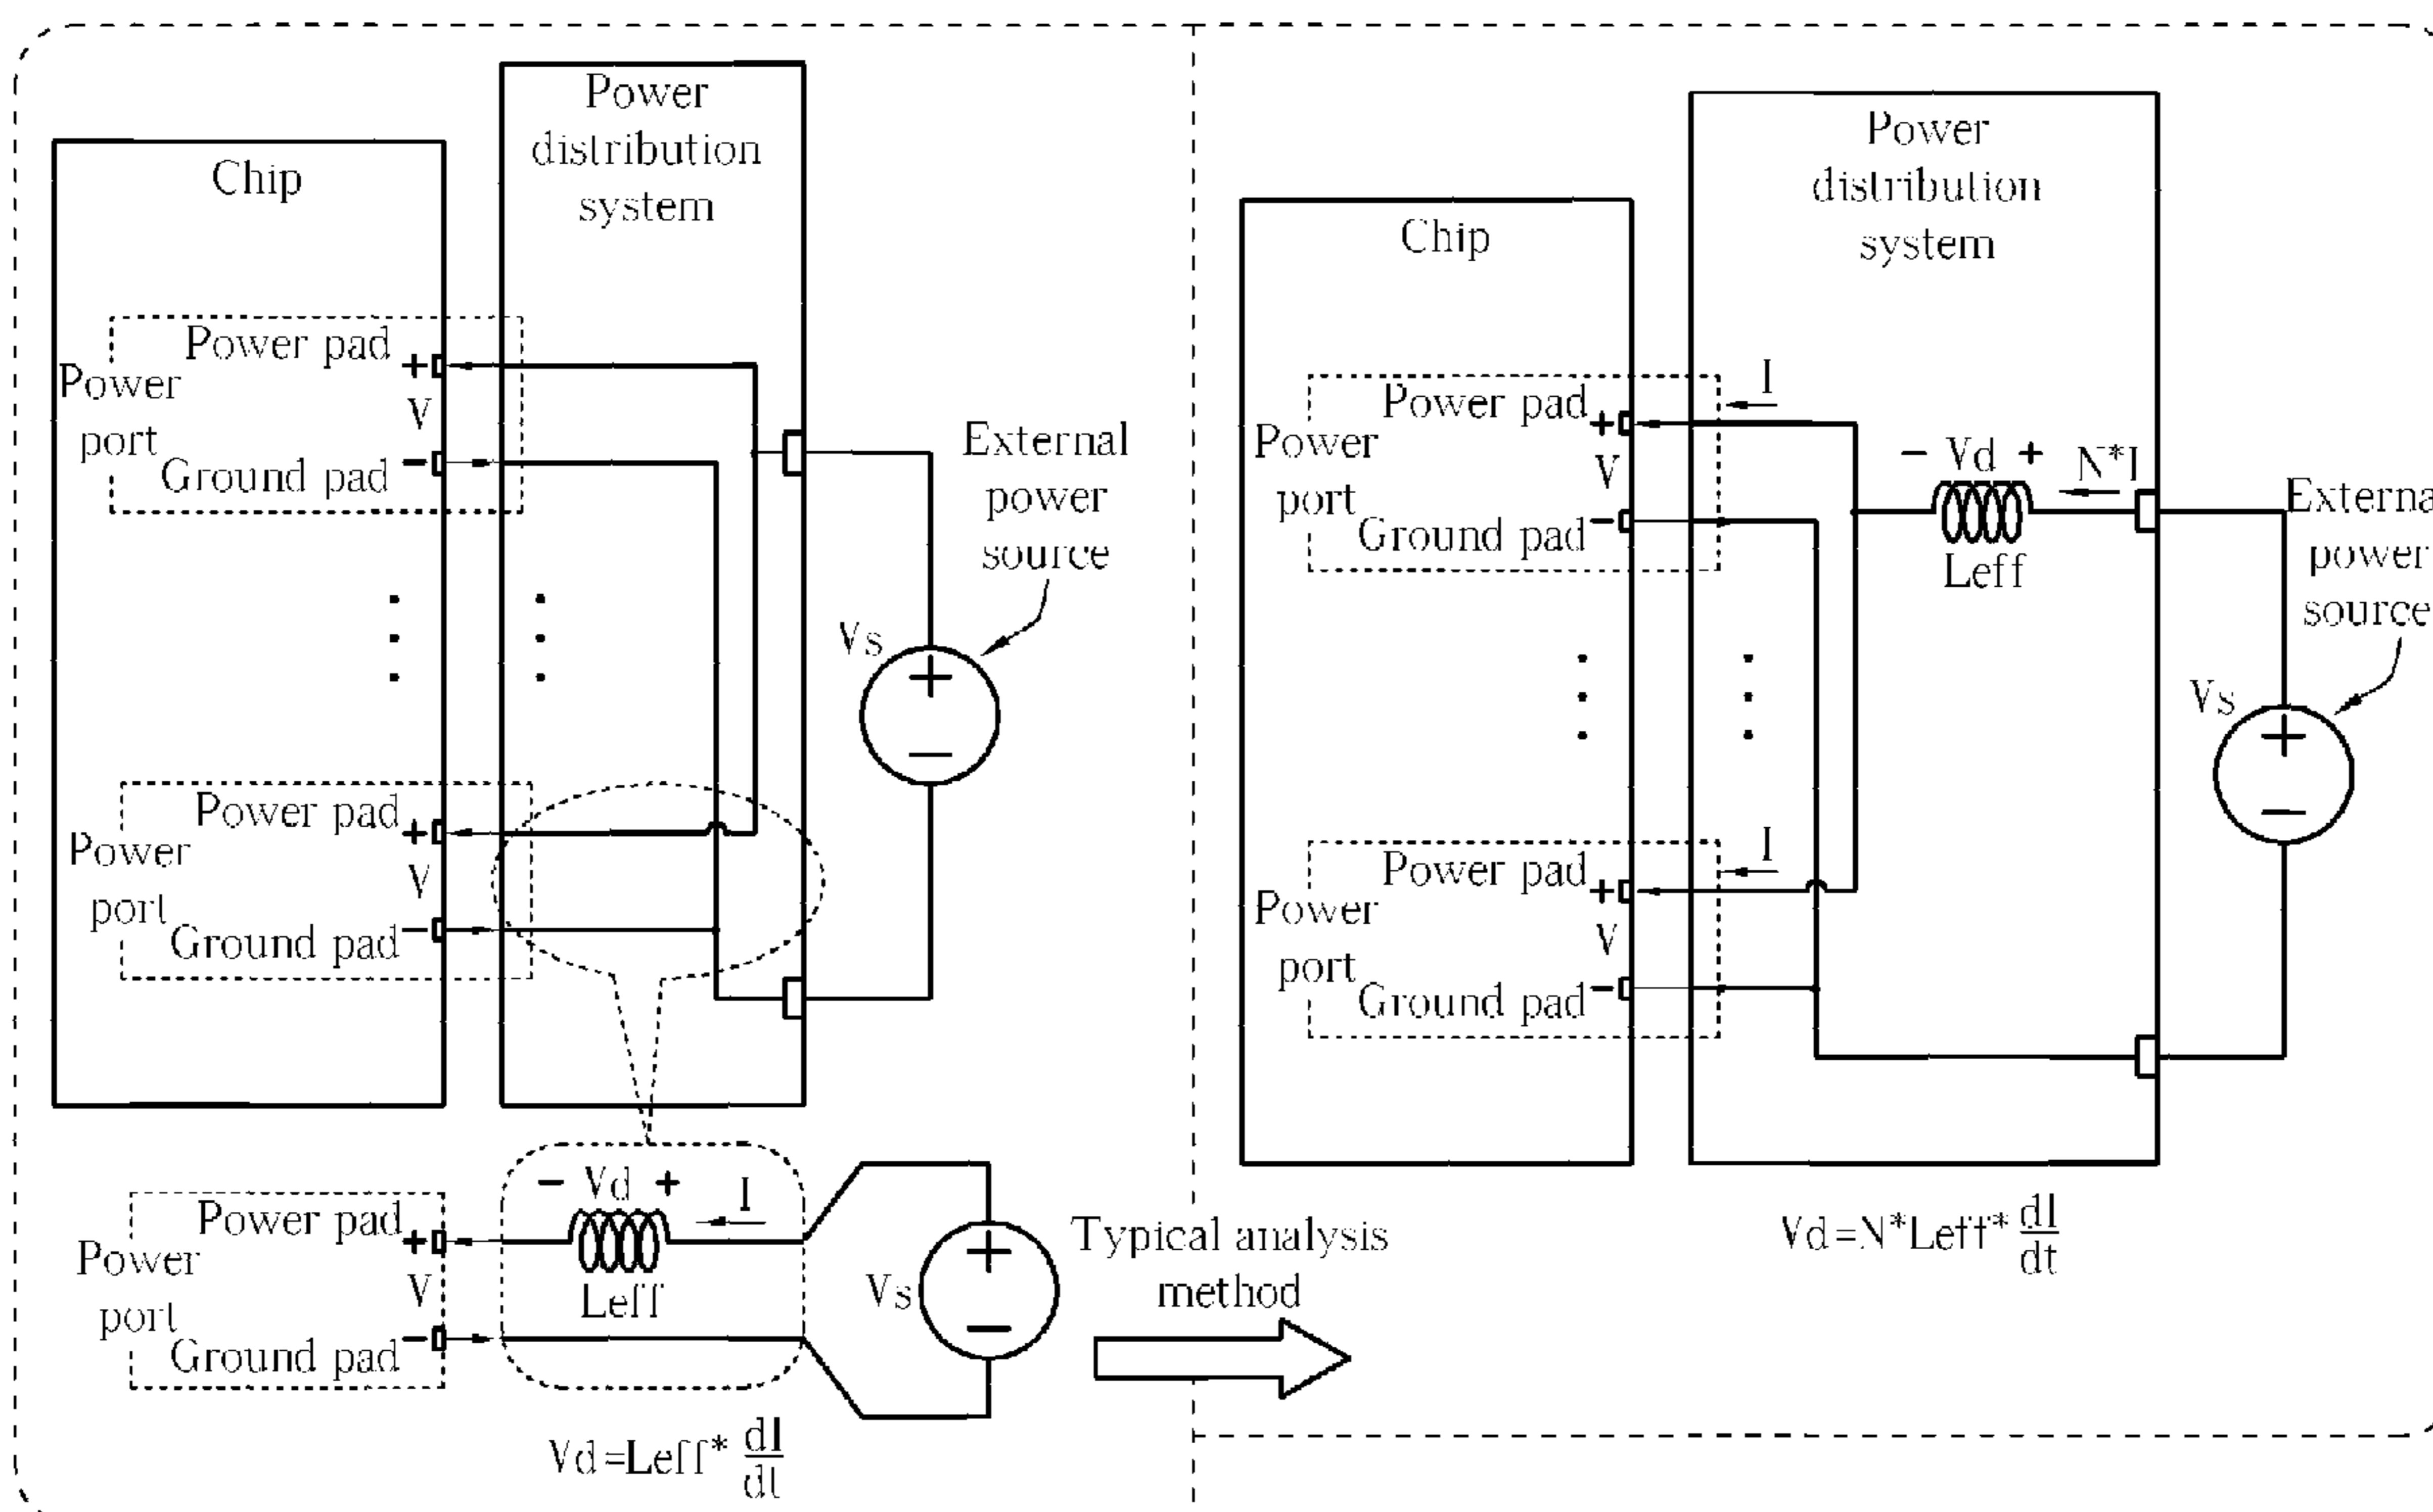 Power
distribution
system
Chip
Power pad
+
Power
V
port
-
Ground pad
External
power
source
Vs
+
-
Power pad
+
Power
V
port
-
Ground pad
- Vd +
I
Leff
Power pad
+
Power
V
port
-
Ground pad
Vs
+
-
Vd=Leff* dI/dt
Typical analysis
method
Power
distribution
system
Chip
I
Power pad
+
Power
V
port
-
Ground pad
- Vd +
N*I
Leff
Externa
power
source
Vs
+
-
I
Power pad
+
Power
V
port
-
Ground pad
Vd=N*Leff* dI/dt